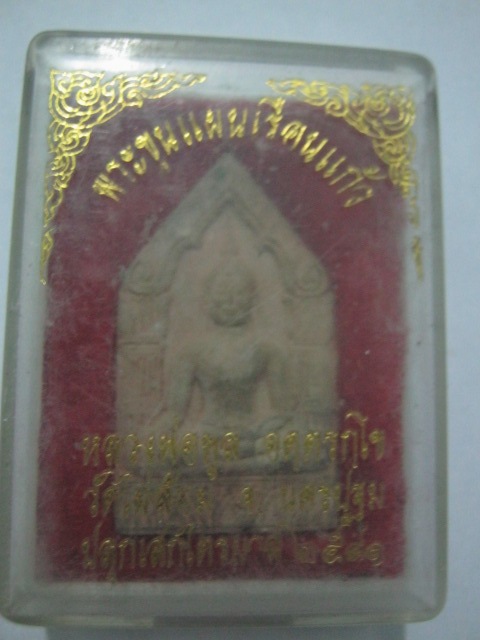 พระขุนแผนเรือนแก้ว
หลวงพ่อพูล อตฺตรกฺโข
วัดไผ่ล้อม จ. นครปฐม
ปลุกเสกไตรมาส ๒๕๔๑